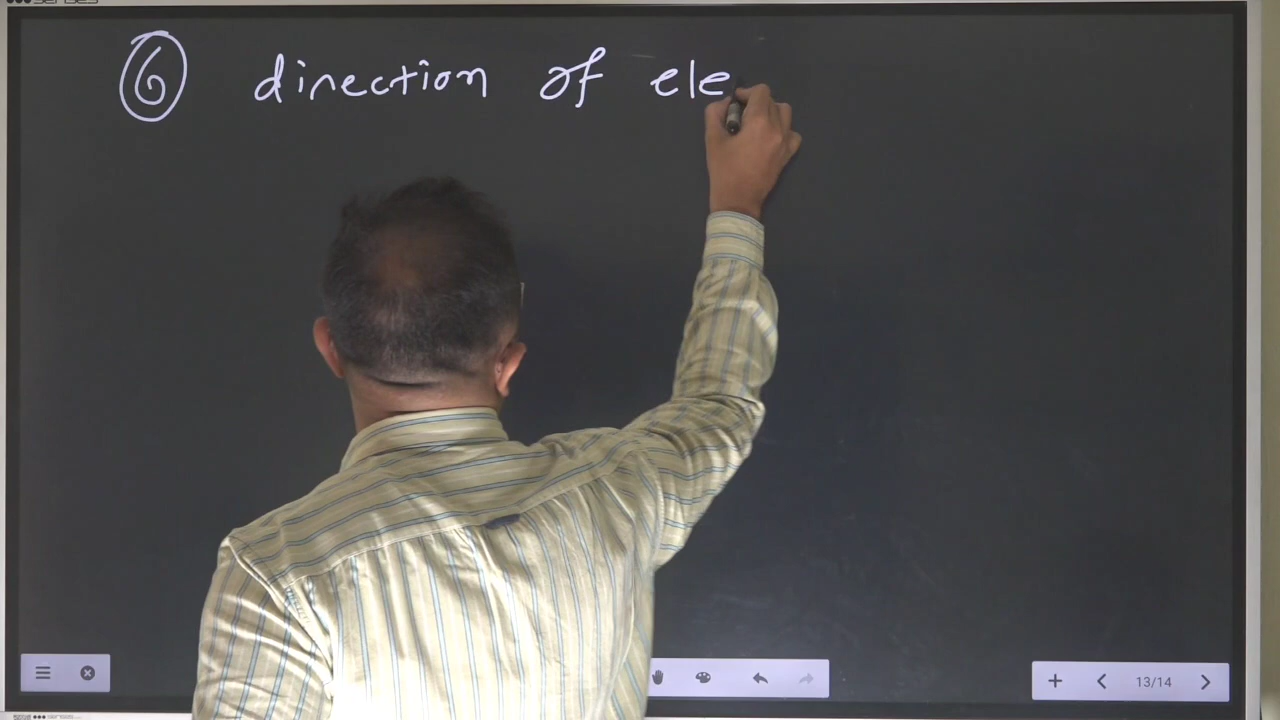 ⑥ direction of ele
13/14